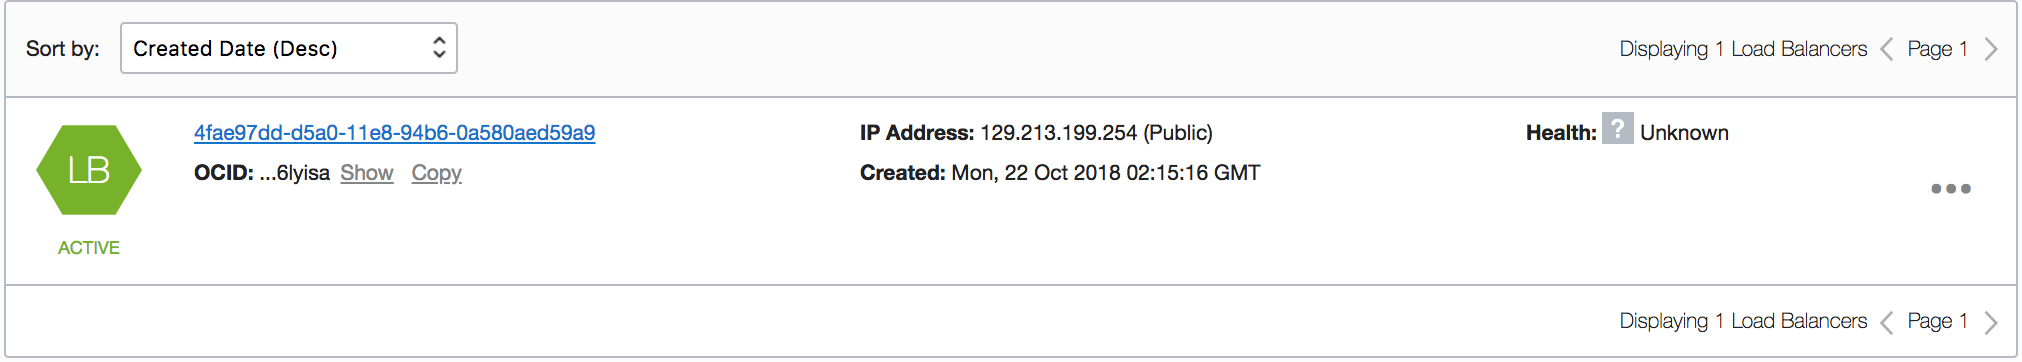 Sort by: Created Date (Desc) Displaying 1 Load Balancers Page 1
LB
ACTIVE
4fae97dd-d5a0-11e8-94b6-0a580aed59a9
OCID: ...6lyisa Show Copy
IP Address: 129.213.199.254 (Public)
Created: Mon, 22 Oct 2018 02:15:16 GMT
Health: ? Unknown
Displaying 1 Load Balancers Page 1